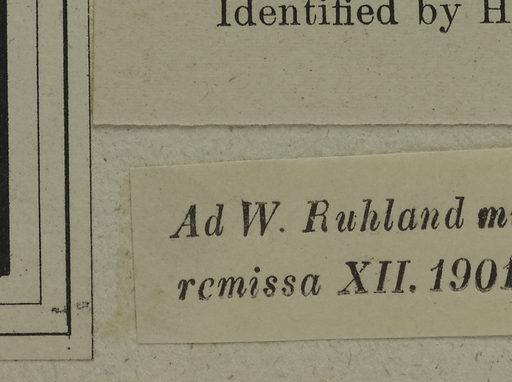 Identified by H
Ad W. Ruhland m
remissa XII. 1901